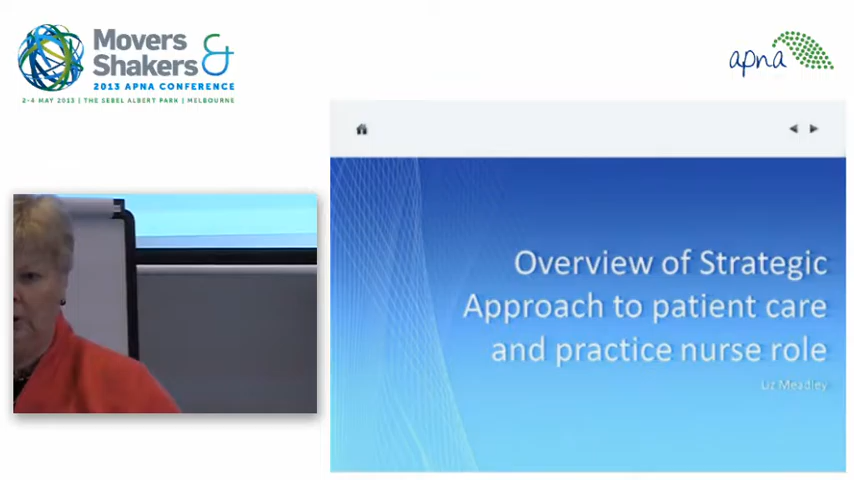 Movers
Shakers &
2013 APNA CONFERENCE
2-4 MAY 2013 | THE SEBEL ALBERT PARK | MELBOURNE
apna
Overview of Strategic
Approach to patient care
and practice nurse role
Liz Meadley